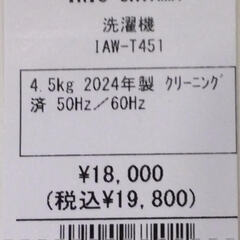 洗濯機
IAW-T451
4.5kg 2024年製 クリーニング
済 50Hz／60Hz
¥18,000
(税込¥19,800)